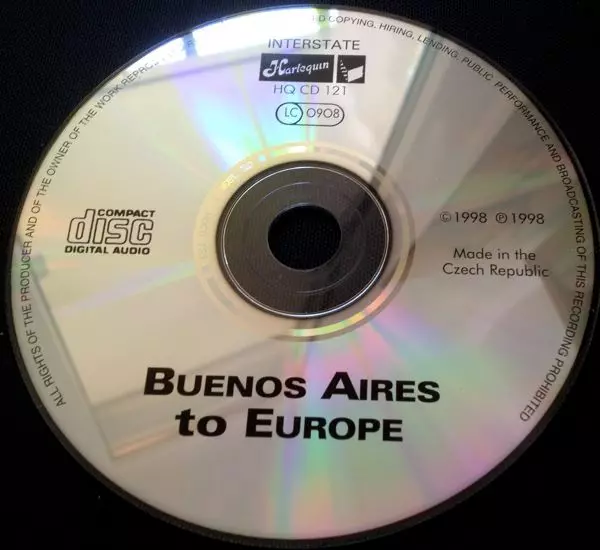 ALL RIGHTS OF THE PRODUCER AND OF THE OWNER OF THE WORK COPYING, HIRING, LENDING, PUBLIC PERFORMANCE AND BROADCASTING OF THIS RECORDING PROHIBITED
INTERSTATE
Harlequin
HQ CD 121
LC 0908
COMPACT
disc
DIGITAL AUDIO
©1998 ℗1998
Made in the
Czech Republic
BUENOS AIRES
to EUROPE